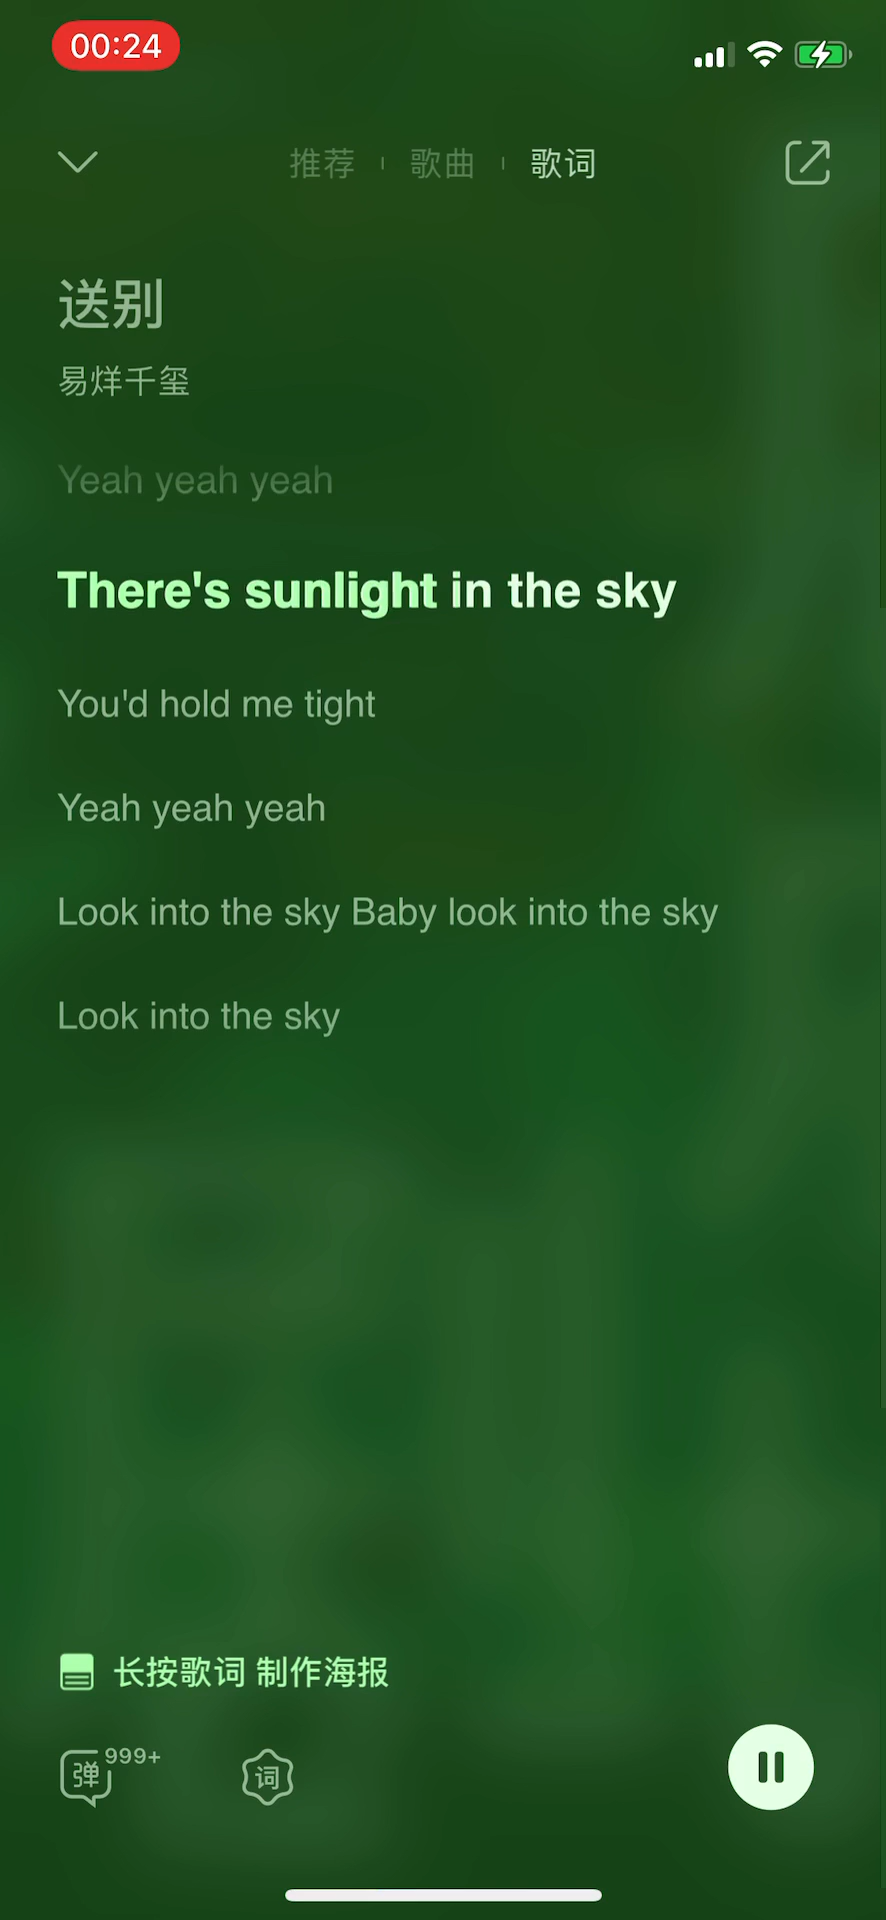 00:24
推荐 歌曲 歌词
送别
易烊千玺
Yeah yeah yeah
There's sunlight in the sky
You'd hold me tight
Yeah yeah yeah
Look into the sky Baby look into the sky
Look into the sky
长按歌词 制作海报
弹 999+ 词